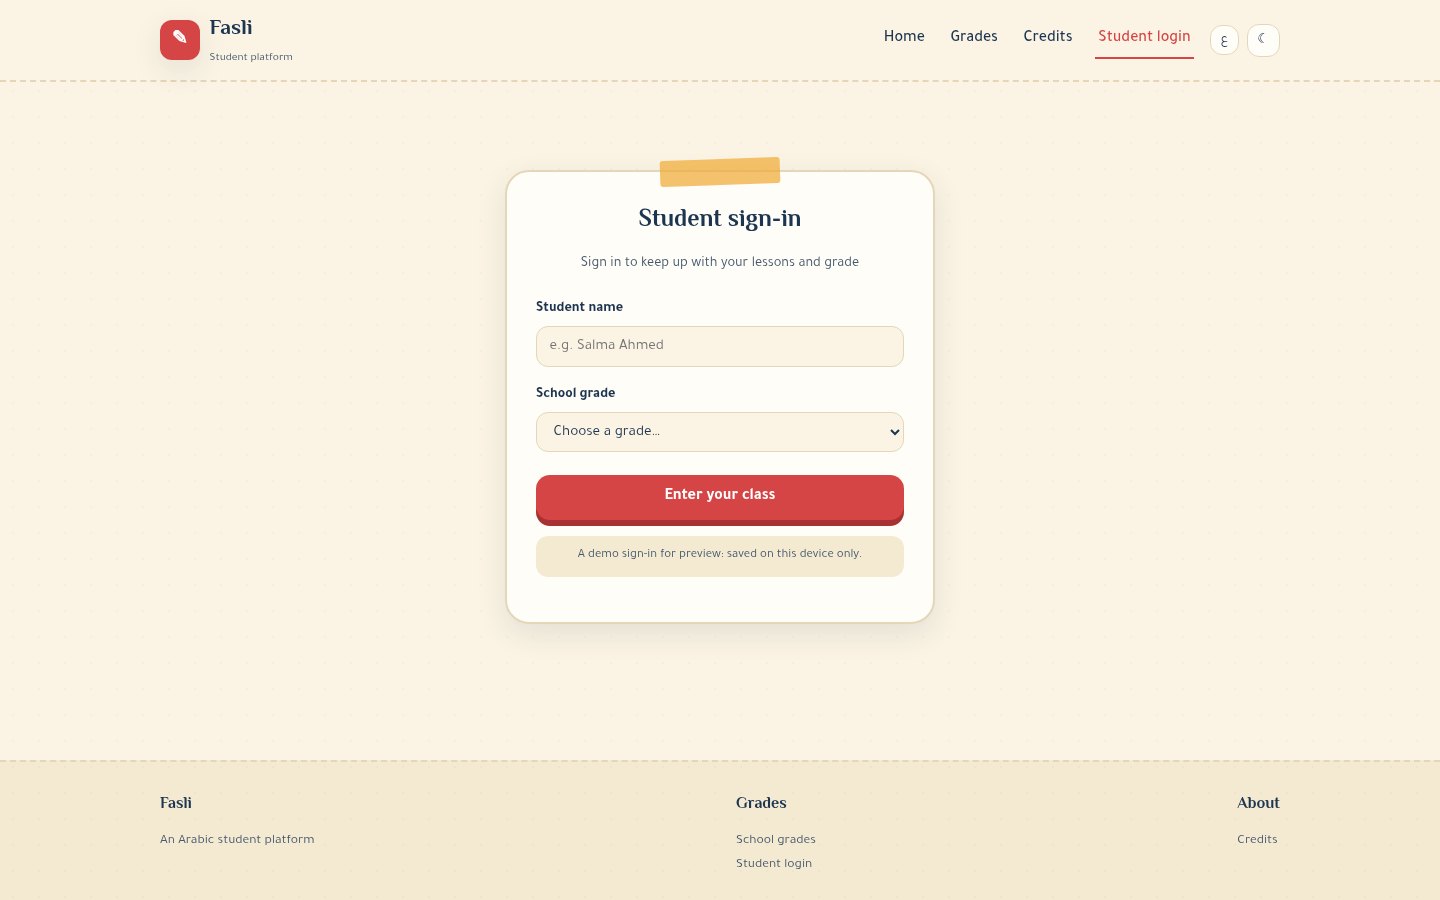 Fasli
Student platform
Home
Grades
Credits
Student login
ع
Student sign-in
Sign in to keep up with your lessons and grade
Student name
e.g. Salma Ahmed
School grade
Choose a grade…
Enter your class
A demo sign-in for preview: saved on this device only.
Fasli
An Arabic student platform
Grades
School grades
Student login
About
Credits